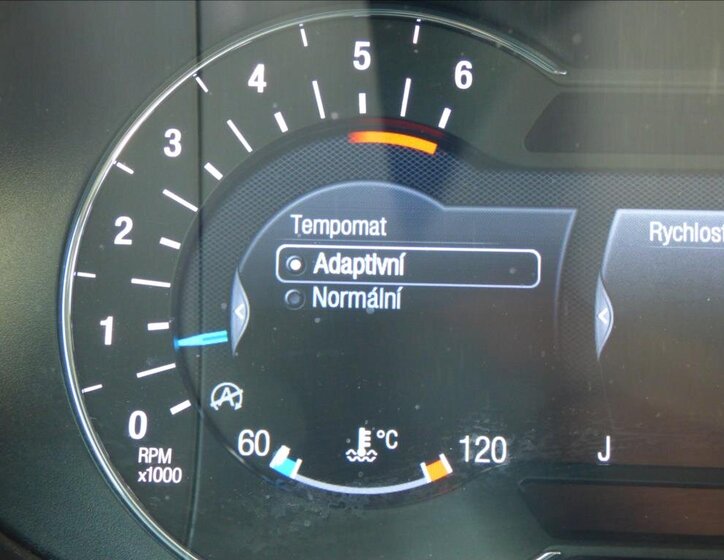 6
5
4
3
2
1
0
RPM
x1000
Tempomat
Adaptivní
Normální
A
60
°C
120
Rychlost
J